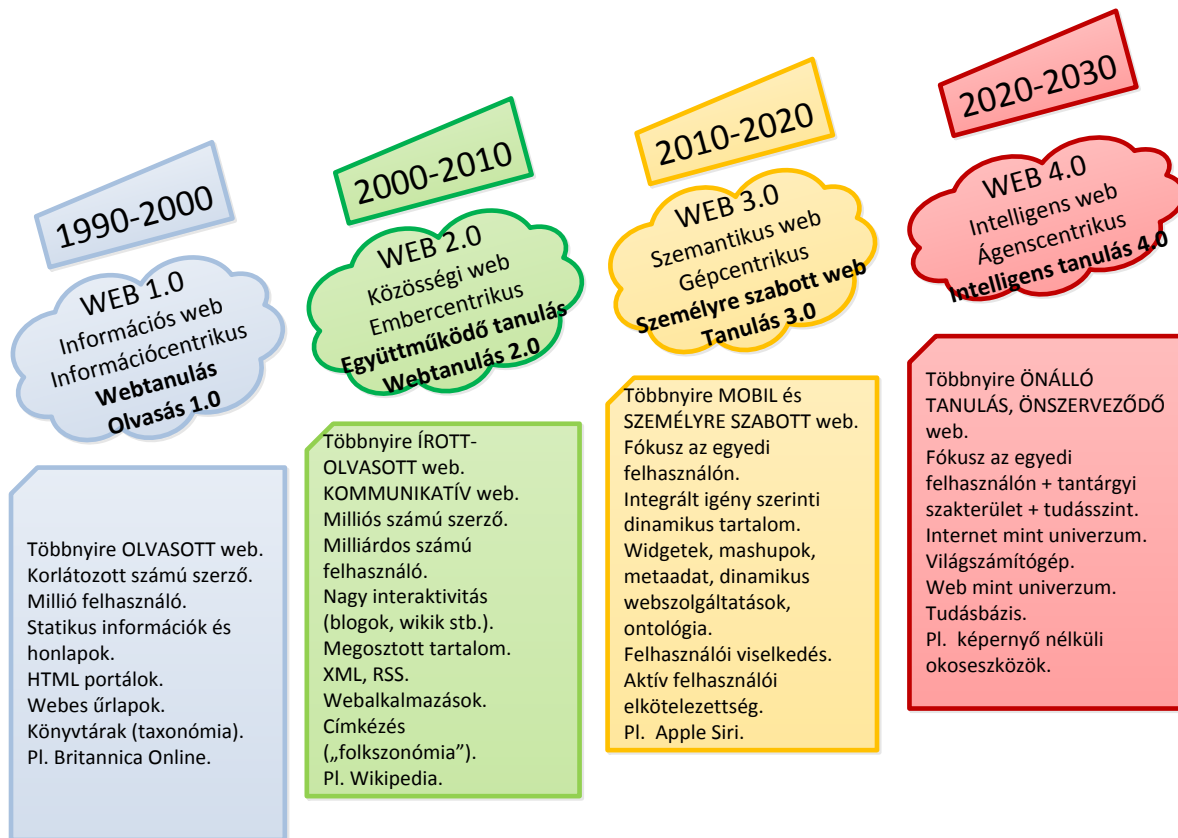 1990-2000
WEB 1.0
Információs web
Információcentrikus
Webtanulás
Olvasás 1.0
Többnyire OLVASOTT web.
Korlátozott számú szerző.
Millió felhasználó.
Statikus információk és
honlapok.
HTML portálok.
Webes űrlapok.
Könyvtárak (taxonómia).
Pl. Britannica Online.
2000-2010
WEB 2.0
Közösségi web
Embercentrikus
Együttműködő tanulás
Webtanulás 2.0
Többnyire ÍROTT-
OLVASOTT web.
KOMMUNIKATÍV web.
Milliós számú szerző.
Milliárdos számú
felhasználó.
Nagy interaktivitás
(blogok, wikik stb.).
Megosztott tartalom.
XML, RSS.
Webalkalmazások.
Címkézés
(„folkszonómia”).
Pl. Wikipedia.
2010-2020
WEB 3.0
Szemantikus web
Gépcentrikus
Személyre szabott web
Tanulás 3.0
Többnyire MOBIL és
SZEMÉLYRE SZABOTT web.
Fókusz az egyedi
felhasználón.
Integrált igény szerinti
dinamikus tartalom.
Widgetek, mashupok,
metaadat, dinamikus
webszolgáltatások,
ontológia.
Felhasználói viselkedés.
Aktív felhasználói
elkötelezettség.
Pl. Apple Siri.
2020-2030
WEB 4.0
Intelligens web
Ágenscentrikus
Intelligens tanulás 4.0
Többnyire ÖNÁLLÓ
TANULÁS, ÖNSZERVEZŐDŐ
web.
Fókusz az egyedi
felhasználón + tantárgyi
szakterület + tudásszint.
Internet mint univerzum.
Világszámítógép.
Web mint univerzum.
Tudásbázis.
Pl. képernyő nélküli
okoseszközök.